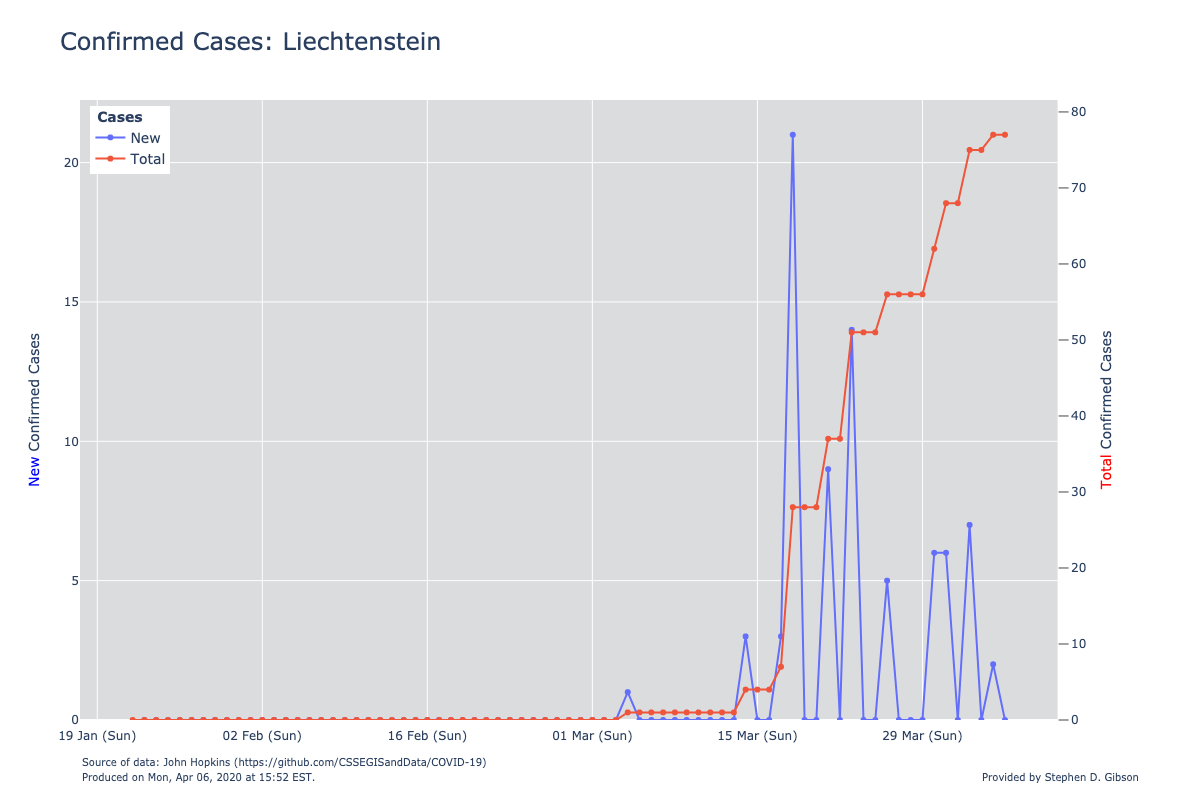 Confirmed Cases: Liechtenstein
Cases
New
Total
20
15
10
5
0
80
70
60
50
40
30
20
10
0
New Confirmed Cases
Total Confirmed Cases
19 Jan (Sun)
02 Feb (Sun)
16 Feb (Sun)
01 Mar (Sun)
15 Mar (Sun)
29 Mar (Sun)
Source of data: John Hopkins (https://github.com/CSSEGISandData/COVID-19)
Produced on Mon, Apr 06, 2020 at 15:52 EST.
Provided by Stephen D. Gibson